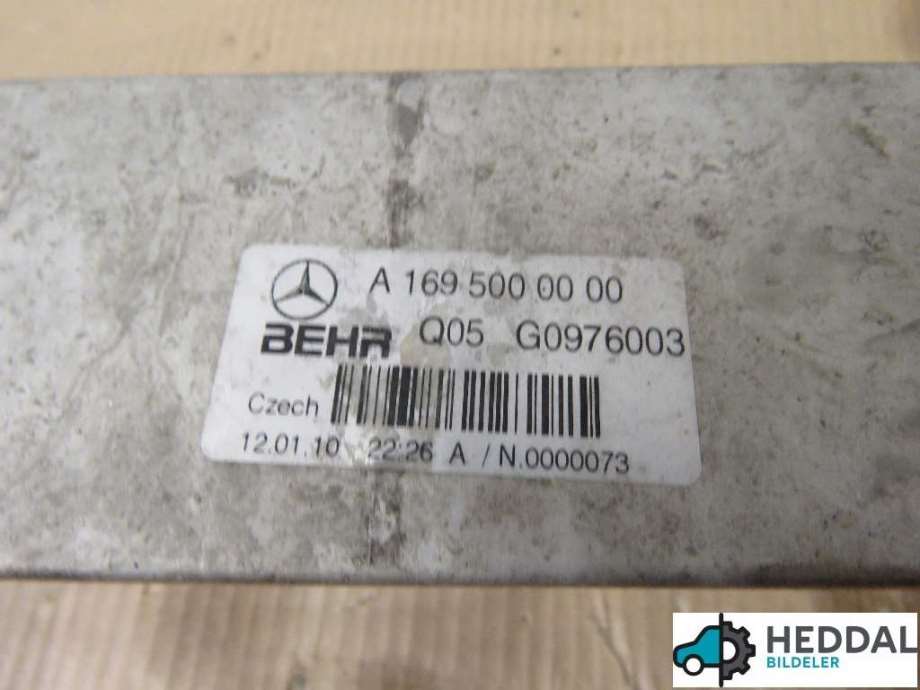 A 169 500 00 00
BEHR Q05 G0976003
Czech
12.01.10 22:26 A / N.0000073
HEDDAL
BILDELER